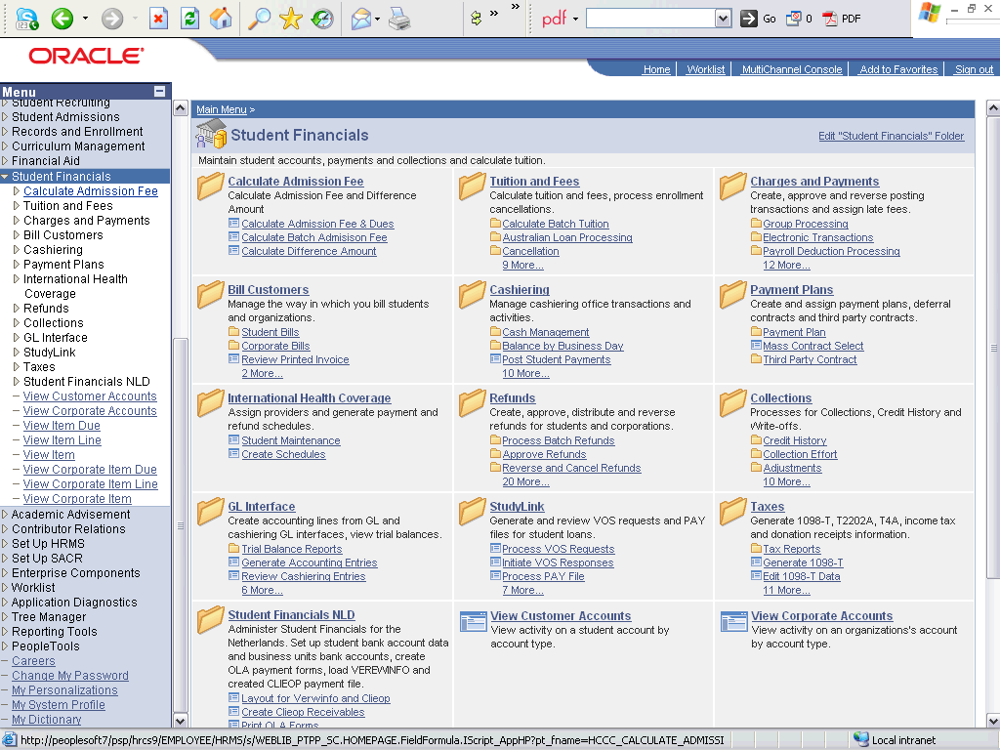 pdf
Go
0
PDF
ORACLE®
Home
Worklist
MultiChannel Console
Add to Favorites
Sign out
Menu
Student Recruiting
Student Admissions
Records and Enrollment
Curriculum Management
Financial Aid
Student Financials
Calculate Admission Fee
Tuition and Fees
Charges and Payments
Bill Customers
Cashiering
Payment Plans
International Health
Coverage
Refunds
Collections
GL Interface
StudyLink
Taxes
Student Financials NLD
View Customer Accounts
View Corporate Accounts
View Item Due
View Item Line
View Item
View Corporate Item Due
View Corporate Item Line
View Corporate Item
Academic Advisement
Contributor Relations
Set Up HRMS
Set Up SACR
Enterprise Components
Worklist
Application Diagnostics
Tree Manager
Reporting Tools
PeopleTools
Careers
Change My Password
My Personalizations
My System Profile
My Dictionary
Main Menu >
Student Financials
Edit "Student Financials" Folder
Maintain student accounts, payments and collections and calculate tuition.
Calculate Admission Fee
Calculate Admission Fee and Difference
Amount
Calculate Admission Fee & Dues
Calculate Batch Admisison Fee
Calculate Difference Amount
Tuition and Fees
Calculate tuition and fees, process enrollment
cancellations.
Calculate Batch Tuition
Australian Loan Processing
Cancellation
9 More...
Charges and Payments
Create, approve and reverse posting
transactions and assign late fees.
Group Processing
Electronic Transactions
Payroll Deduction Processing
12 More...
Bill Customers
Manage the way in which you bill students
and organizations.
Student Bills
Corporate Bills
Review Printed Invoice
2 More...
Cashiering
Manage cashiering office transactions and
activities.
Cash Management
Balance by Business Day
Post Student Payments
10 More...
Payment Plans
Create and assign payment plans, deferral
contracts and third party contracts.
Payment Plan
Mass Contract Select
Third Party Contract
International Health Coverage
Assign providers and generate payment and
refund schedules.
Student Maintenance
Create Schedules
Refunds
Create, approve, distribute and reverse
refunds for students and corporations.
Process Batch Refunds
Approve Refunds
Reverse and Cancel Refunds
20 More...
Collections
Processes for Collections, Credit History and
Write-offs.
Credit History
Collection Effort
Adjustments
10 More...
GL Interface
Create accounting lines from GL and
cashiering GL interfaces, view trial balances.
Trial Balance Reports
Generate Accounting Entries
Review Cashiering Entries
6 More...
StudyLink
Generate and review VOS requests and PAY
files for student loans.
Process VOS Requests
Initiate VOS Responses
Process PAY File
7 More...
Taxes
Generate 1098-T, T2202A, T4A, income tax
and donation receipts information.
Tax Reports
Generate 1098-T
Edit 1098-T Data
11 More...
Student Financials NLD
Administer Student Financials for the
Netherlands. Set up student bank account data
and business units bank accounts, create
OLA payment forms, load VEREWINFO and
created CLIEOP payment file.
Layout for Verwinfo and Clieop
Create Clieop Receivables
Print OLA Forms
View Customer Accounts
View activity on a student account by
account type.
View Corporate Accounts
View activity on an organizations's account
by account type.
http://peoplesoft7/psp/hrcs9/EMPLOYEE/HRMS/s/WEBLIB_PTPP_SC.HOMEPAGE.FieldFormula.IScript_AppHP?pt_fname=HCCC_CALCULATE_ADMISSI
Local intranet